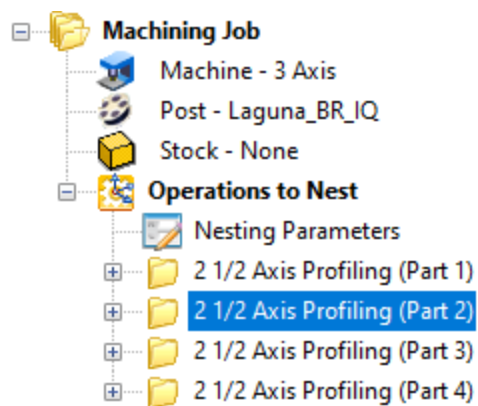 Machining Job
Machine - 3 Axis
Post - Laguna_BR_IQ
Stock - None
Operations to Nest
Nesting Parameters
2 1/2 Axis Profiling (Part 1)
2 1/2 Axis Profiling (Part 2)
2 1/2 Axis Profiling (Part 3)
2 1/2 Axis Profiling (Part 4)